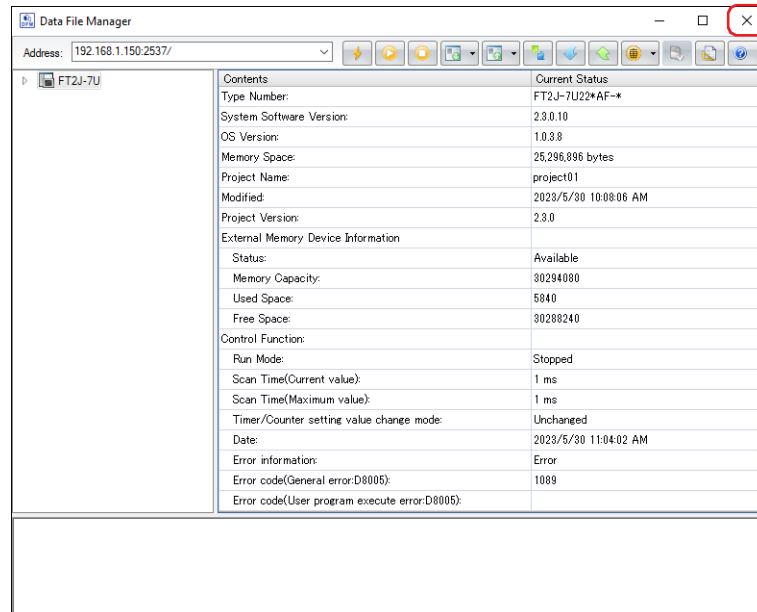 Data File Manager
Address: 192.168.1.150:2537/
FT2J-7U
Contents Current Status
Type Number: FT2J-7U22*AF-*
System Software Version: 2.3.0.10
OS Version: 1.0.3.8
Memory Space: 25,296,896 bytes
Project Name: project01
Modified: 2023/5/30 10:08:06 AM
Project Version: 2.3.0
External Memory Device Information
Status: Available
Memory Capacity: 30294080
Used Space: 5840
Free Space: 30288240
Control Function:
Run Mode: Stopped
Scan Time(Current value): 1 ms
Scan Time(Maximum value): 1 ms
Timer/Counter setting value change mode: Unchanged
Date: 2023/5/30 11:04:02 AM
Error information: Error
Error code(General error:D8005): 1089
Error code(User program execute error:D8005):